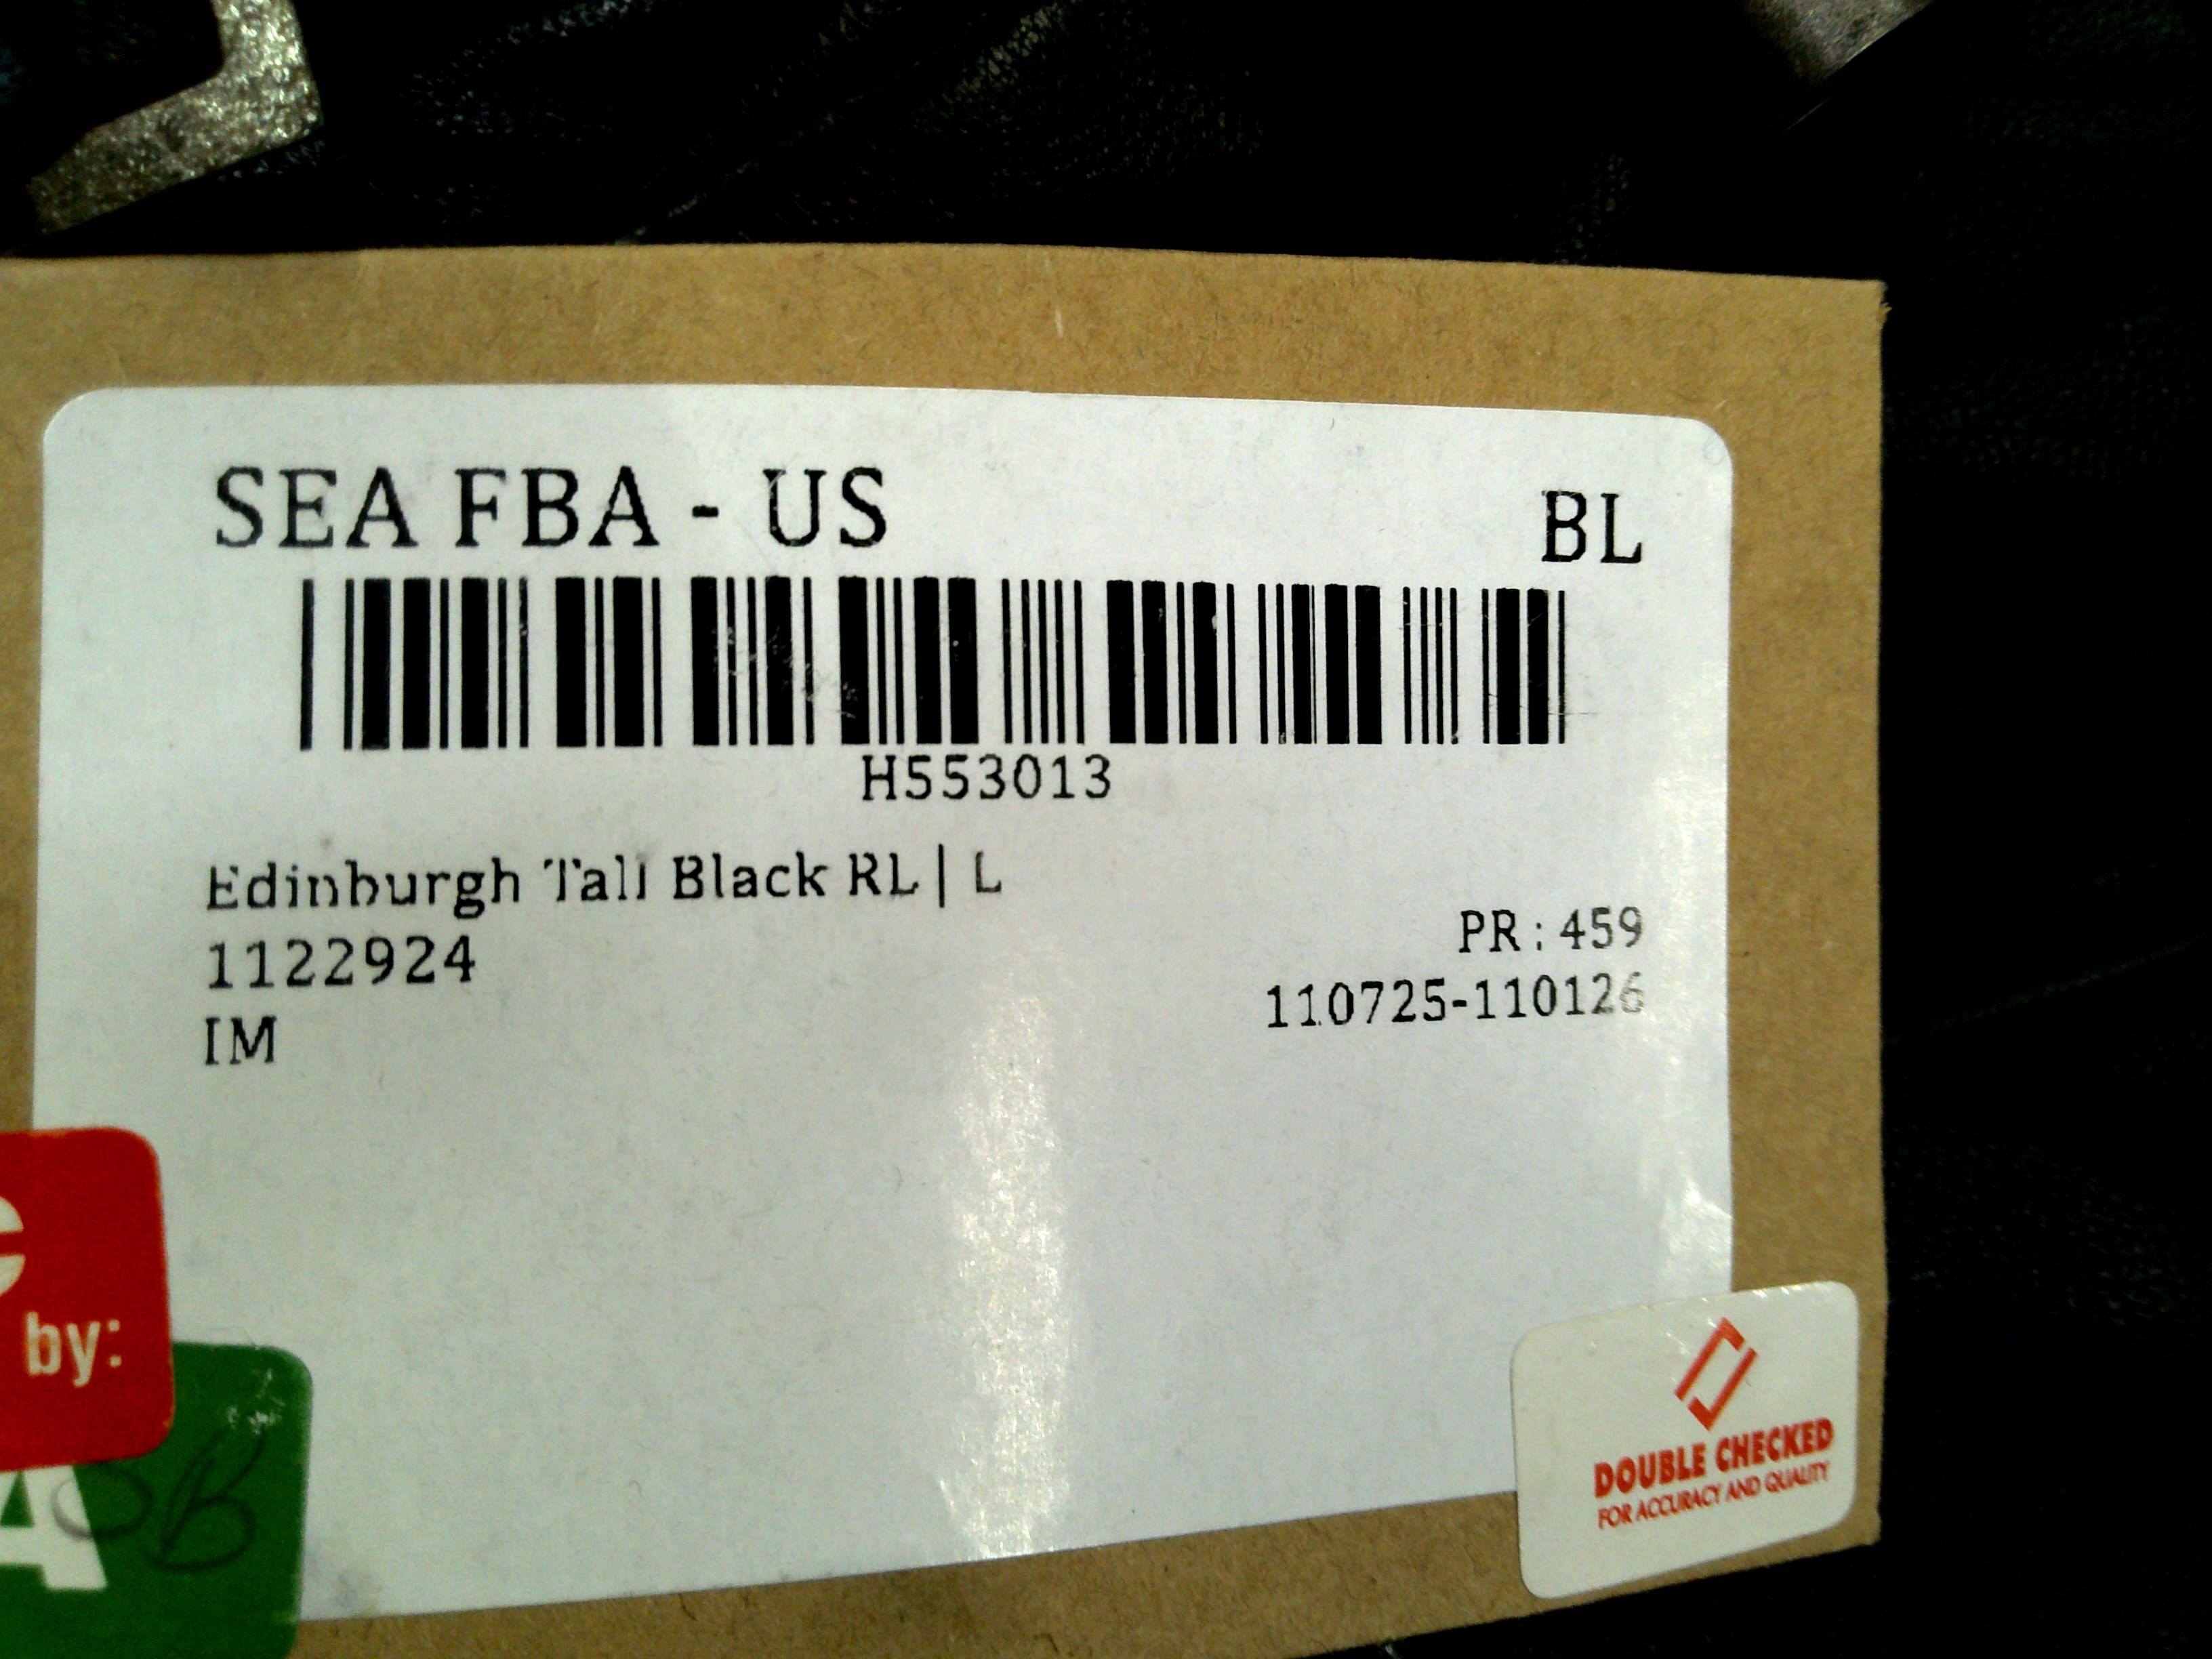 SEA FBA - US
BL
H553013
Edinburgh Tall Black RL | L
1122924
PR : 459
110725-110126
IM
C
by:
A
B
DOUBLE CHECKED
FOR ACCURACY AND QUALITY